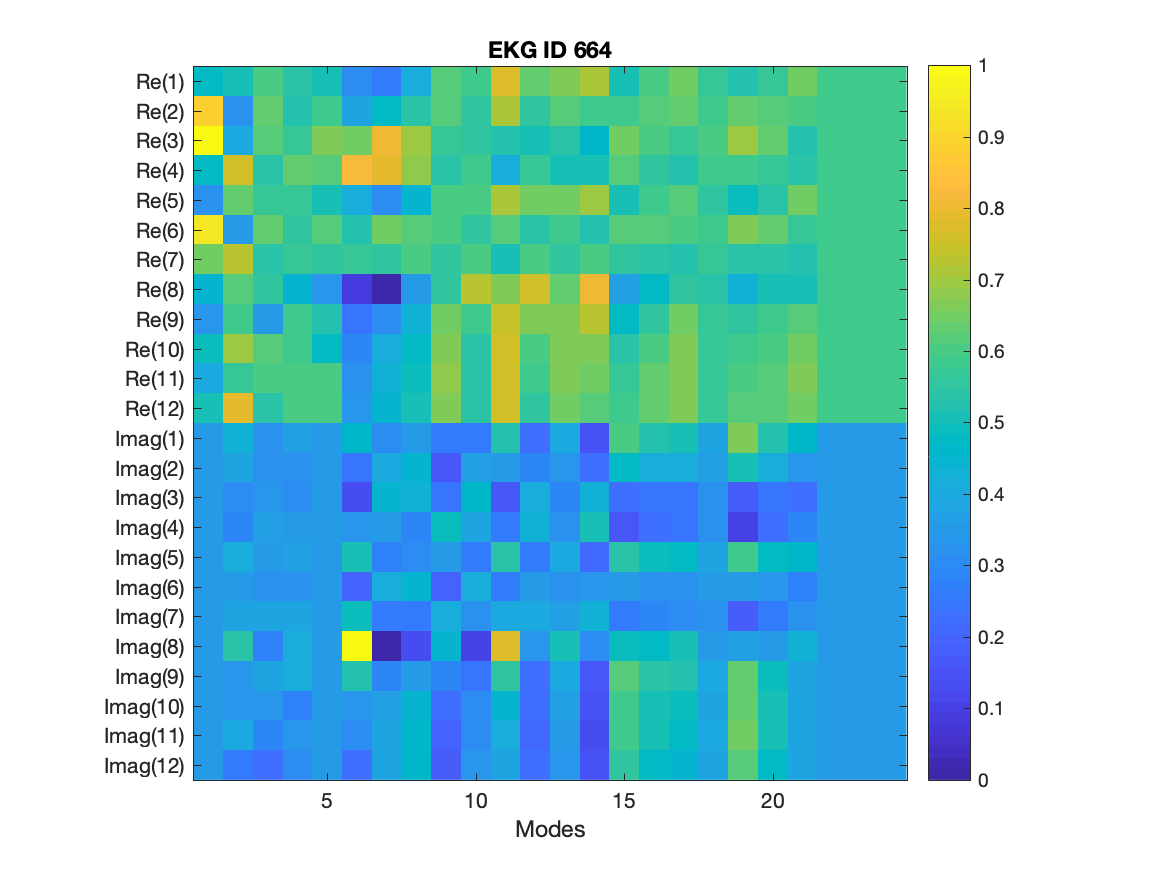 EKG ID 664
Re(1)
Re(2)
Re(3)
Re(4)
Re(5)
Re(6)
Re(7)
Re(8)
Re(9)
Re(10)
Re(11)
Re(12)
Imag(1)
Imag(2)
Imag(3)
Imag(4)
Imag(5)
Imag(6)
Imag(7)
Imag(8)
Imag(9)
Imag(10)
Imag(11)
Imag(12)
5 10 15 20
Modes
1
0.9
0.8
0.7
0.6
0.5
0.4
0.3
0.2
0.1
0